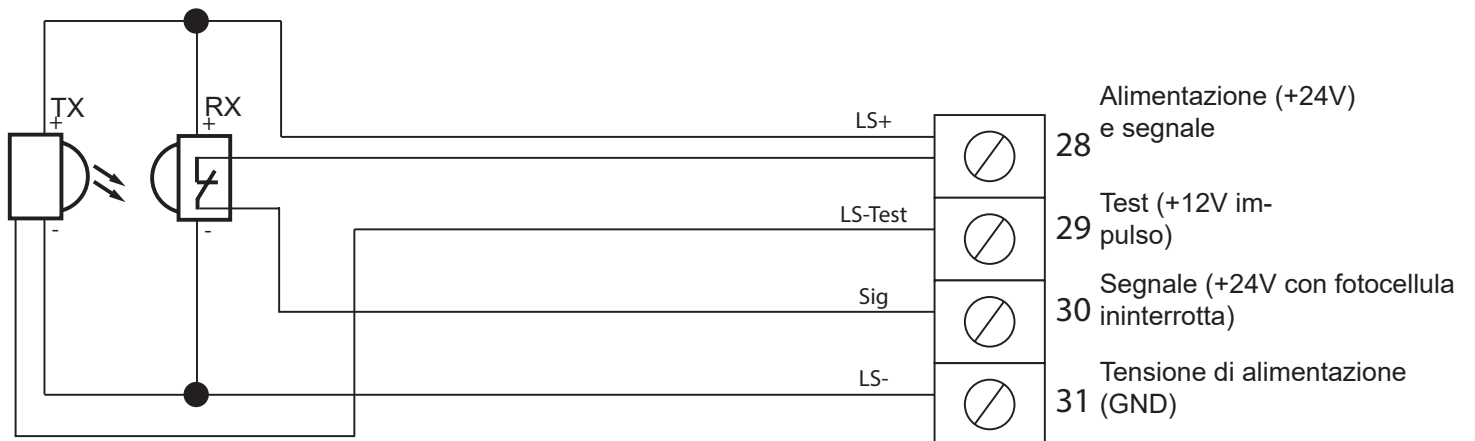 TX
+
-
RX
+
-
LS+
28
Alimentazione (+24V)
e segnale
LS-Test
29
Test (+12V im-
pulso)
Sig
30
Segnale (+24V con fotocellula
ininterrotta)
LS-
31
Tensione di alimentazione
(GND)